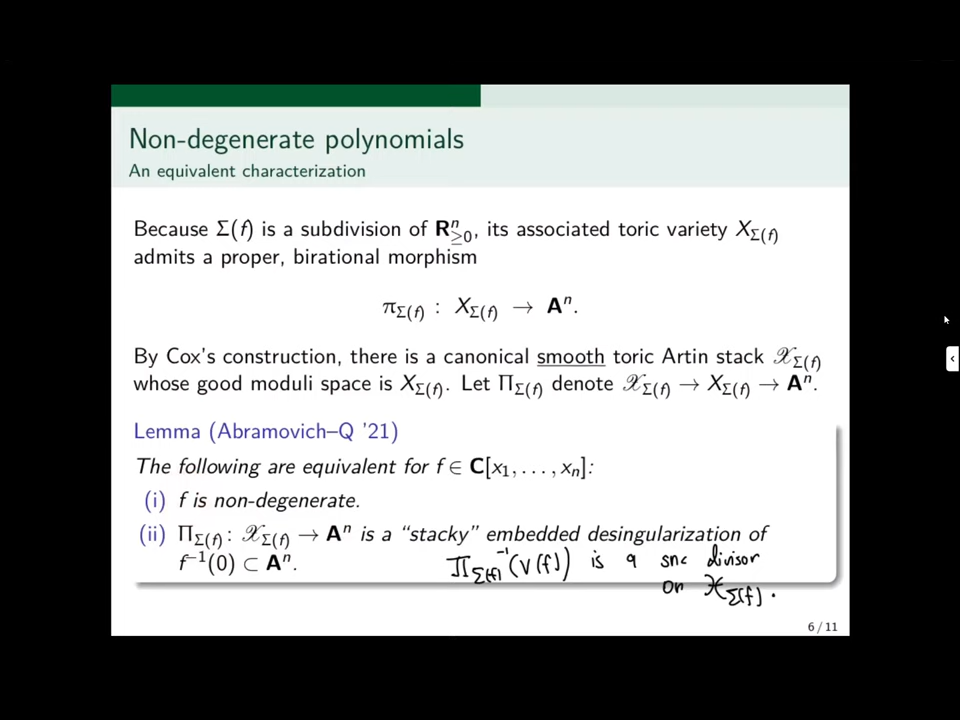 Non-degenerate polynomials
An equivalent characterization
Because Σ(f) is a subdivision of R^n_{≥0}, its associated toric variety X_{Σ(f)}
admits a proper, birational morphism
π_{Σ(f)} : X_{Σ(f)} → A^n.
By Cox's construction, there is a canonical smooth toric Artin stack 𝒳_{Σ(f)}
whose good moduli space is X_{Σ(f)}. Let Π_{Σ(f)} denote 𝒳_{Σ(f)} → X_{Σ(f)} → A^n.
Lemma (Abramovich–Q '21)
The following are equivalent for f ∈ C[x_1, . . . , x_n]:
(i) f is non-degenerate.
(ii) Π_{Σ(f)} : 𝒳_{Σ(f)} → A^n is a “stacky” embedded desingularization of
f^{-1}(0) ⊂ A^n.
Π_{Σ(f)}^{-1}(V(f)) is a snc divisor
on 𝒳_{Σ(f)}.
6 / 11